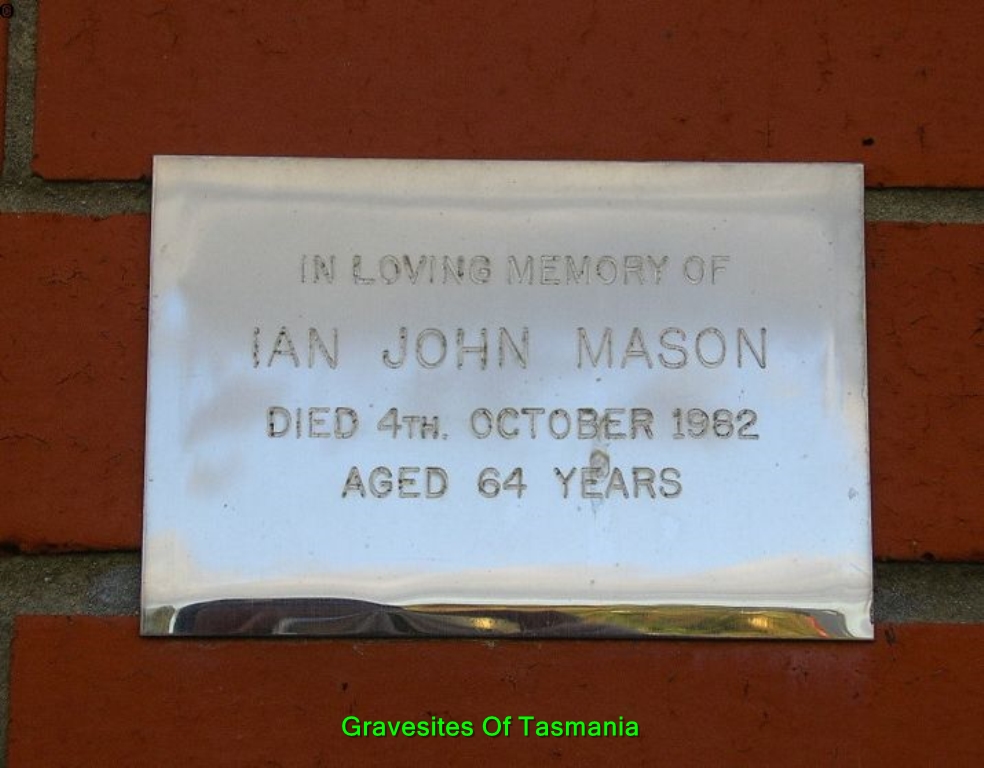 IN LOVING MEMORY OF
IAN JOHN MASON
DIED 4TH. OCTOBER 1982
AGED 64 YEARS
Gravesites Of Tasmania